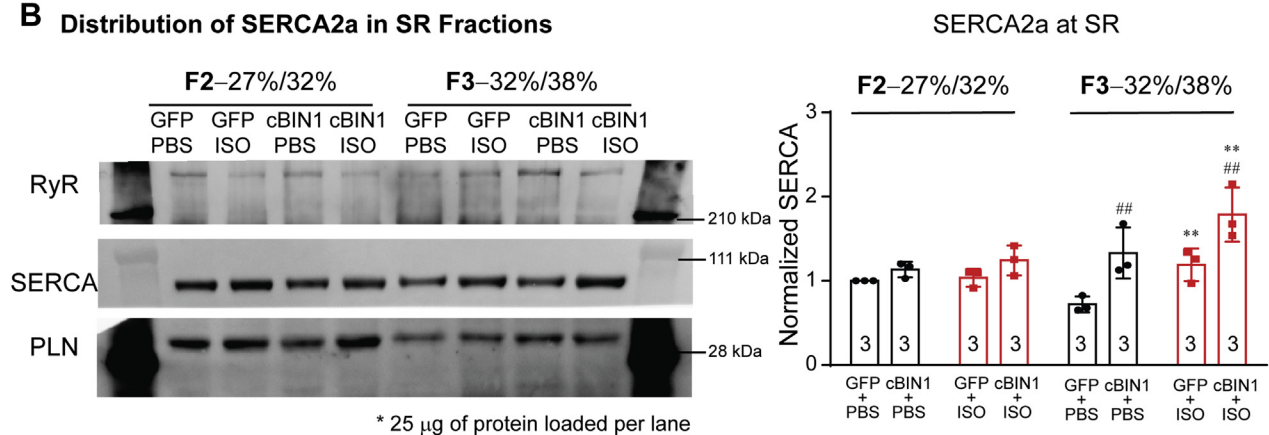 B Distribution of SERCA2a in SR Fractions
F2–27%/32% F3–32%/38%
GFP GFP cBIN1 cBIN1 GFP GFP cBIN1 cBIN1
PBS ISO PBS ISO PBS ISO PBS ISO
RyR
210 kDa
111 kDa
SERCA
PLN
28 kDa
* 25 μg of protein loaded per lane
SERCA2a at SR
F2–27%/32% F3–32%/38%
Normalized SERCA
3
2
1
0
##
**
**
##
3 3 3 3 3 3 3 3
GFP cBIN1 GFP cBIN1 GFP cBIN1 GFP cBIN1
+ + + + + + + +
PBS PBS ISO ISO PBS PBS ISO ISO